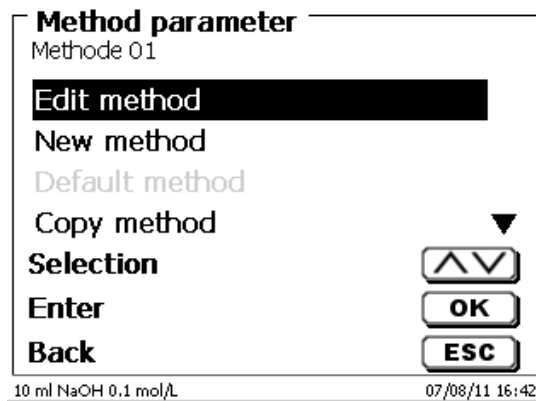 Method parameter
Methode 01
Edit method
New method
Default method
Copy method
Selection
Enter OK
Back ESC
10 ml NaOH 0.1 mol/L 07/08/11 16:42